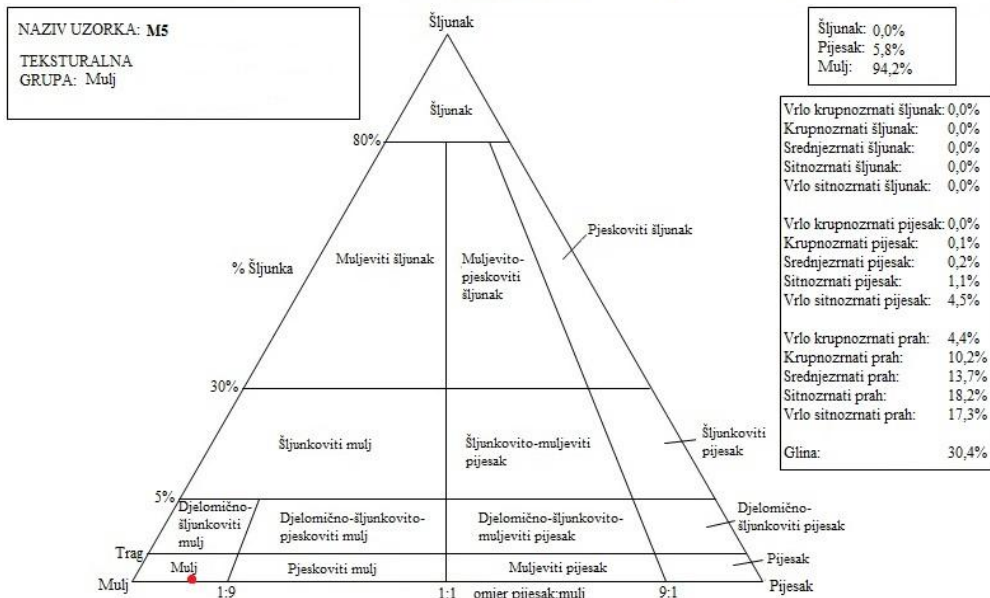 NAZIV UZORKA: M5
TEKSTURALNA
GRUPA: Mulj
Šljunak
Šljunak: 0,0%
Pijesak: 5,8%
Mulj: 94,2%
Vrlo krupnozrnati šljunak: 0,0%
Krupnozrnati šljunak: 0,0%
Srednjezrnati šljunak: 0,0%
Sitnozrnati šljunak: 0,0%
Vrlo sitnozrnati šljunak: 0,0%
Vrlo krupnozrnati pijesak: 0,0%
Krupnozrnati pijesak: 0,1%
Srednjezrnati pijesak: 0,2%
Sitnozrnati pijesak: 1,1%
Vrlo sitnozrnati pijesak: 4,5%
Vrlo krupnozrnati prah: 4,4%
Krupnozrnati prah: 10,2%
Srednjezrnati prah: 13,7%
Sitnozrnati prah: 18,2%
Vrlo sitnozrnati prah: 17,3%
Glina: 30,4%
Šljunak
80%
Pjeskoviti šljunak
% Šljunka
Muljeviti šljunak
Muljevito-
pjeskoviti
šljunak
30%
Šljunkoviti mulj
Šljunkovito-muljeviti
pijesak
Šljunkoviti
pijesak
5%
Djelomično-
šljunkoviti
mulj
Djelomično-šljunkovito-
pjeskoviti mulj
Djelomično-šljunkovito-
muljeviti pijesak
Djelomično-
šljunkoviti pijesak
Trag
Mulj
Pjeskoviti mulj
Muljeviti pijesak
Pijesak
Mulj
1:9
1:1
omjer pijesak:mulj
9:1
Pijesak